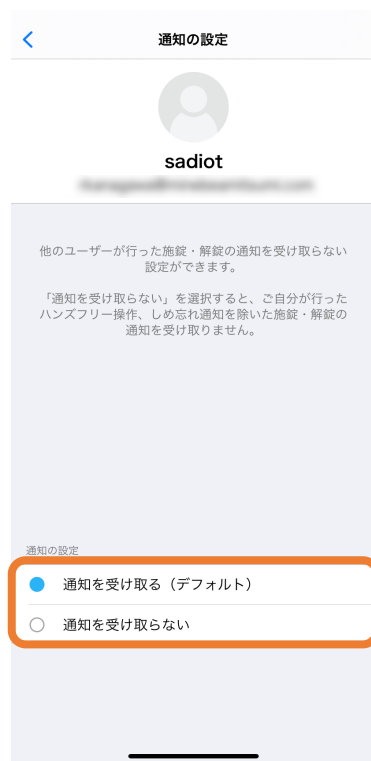 通知の設定
sadiot
他のユーザーが行った施錠・解錠の通知を受け取らない
設定ができます。
「通知を受け取らない」を選択すると、ご自分が行った
ハンズフリー操作、しめ忘れ通知を除いた施錠・解錠の
通知を受け取りません。
通知の設定
通知を受け取る（デフォルト）
通知を受け取らない